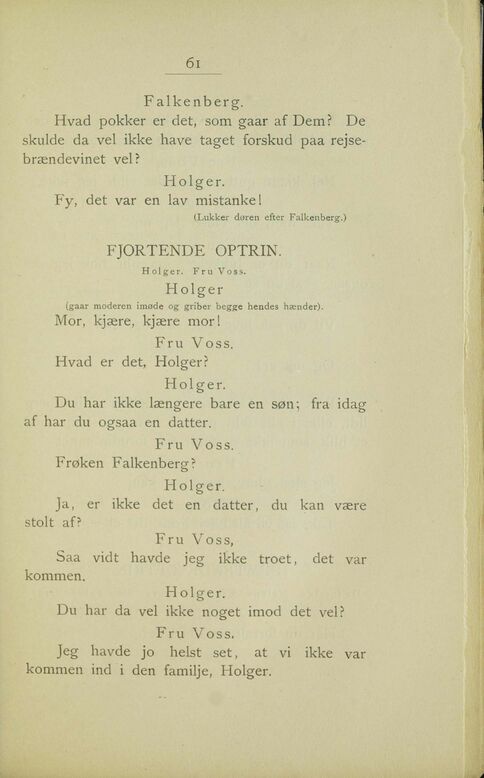 61
Falkenberg.
Hvad pokker er det, som gaar af Dem? De
skulde da vel ikke have taget forskud paa rejse-
brændevinet vel?
Holger.
Fy, det var en lav mistanke!
(Lukker døren efter Falkenberg.)
FJORTENDE OPTRIN.
Holger. Fru Voss.
Holger
(gaar moderen imøde og griber begge hendes hænder).
Mor, kjære, kjære mor!
Fru Voss.
Hvad er det, Holger?
Holger.
Du har ikke længere bare en søn; fra idag
af har du ogsaa en datter.
Fru Voss.
Frøken Falkenberg?
Holger.
Ja, er ikke det en datter, du kan være
stolt af?
Fru Voss,
Saa vidt havde jeg ikke troet, det var
kommen.
Holger.
Du har da vel ikke noget imod det vel?
Fru Voss.
Jeg havde jo helst set, at vi ikke var
kommen ind i den familje, Holger.